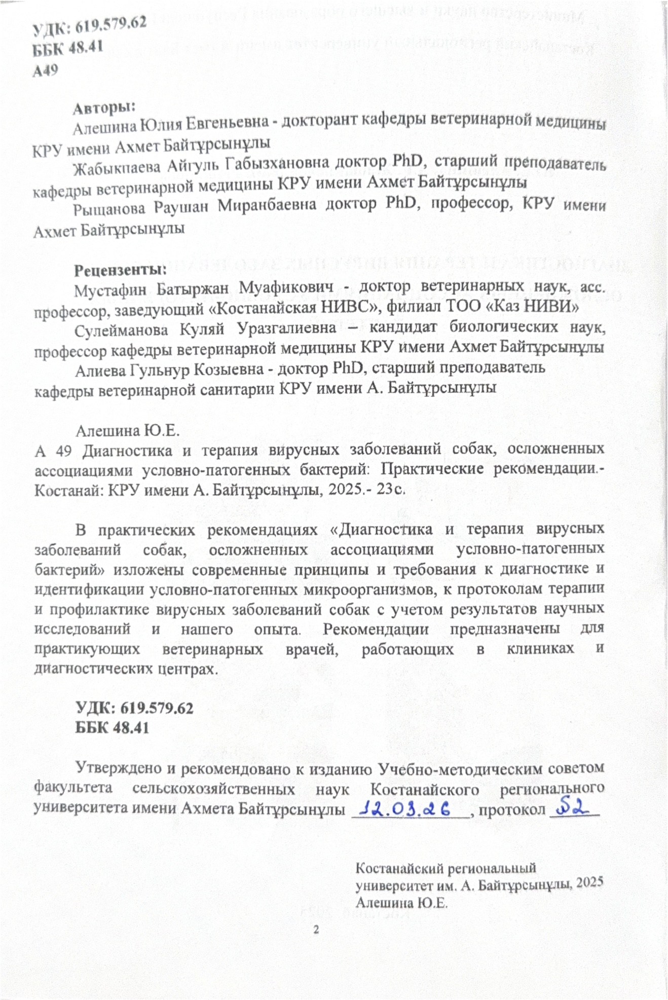 УДК: 619.579.62
ББК 48.41
А49
Авторы:
Алешина Юлия Евгеньевна - докторант кафедры ветеринарной медицины
КРУ имени Ахмет Байтұрсынұлы
Жабыкпаева Айгуль Габызхановна доктор PhD, старший преподаватель
кафедры ветеринарной медицины КРУ имени Ахмет Байтұрсынұлы
Рыщанова Раушан Миранбаевна доктор PhD, профессор, КРУ имени
Ахмет Байтұрсынұлы
Рецензенты:
Мустафин Батыржан Муафикович - доктор ветеринарных наук, асс.
профессор, заведующий «Костанайская НИВС», филиал ТОО «Каз НИВИ»
Сулейманова Куляй Уразгалиевна – кандидат биологических наук,
профессор кафедры ветеринарной медицины КРУ имени Ахмет Байтұрсынұлы
Алиева Гульнур Козыевна - доктор PhD, старший преподаватель
кафедры ветеринарной санитарии КРУ имени А. Байтұрсынұлы
Алешина Ю.Е.
А 49 Диагностика и терапия вирусных заболеваний собак, осложненных
ассоциациями условно-патогенных бактерий: Практические рекомендации.-
Костанай: КРУ имени А. Байтұрсынұлы, 2025.- 23с.
В практических рекомендациях «Диагностика и терапия вирусных
заболеваний собак, осложненных ассоциациями условно-патогенных
бактерий» изложены современные принципы и требования к диагностике и
идентификации условно-патогенных микроорганизмов, к протоколам терапии
и профилактике вирусных заболеваний собак с учетом результатов научных
исследований и нашего опыта. Рекомендации предназначены для
практикующих ветеринарных врачей, работающих в клиниках и
диагностических центрах.
УДК: 619.579.62
ББК 48.41
Утверждено и рекомендовано к изданию Учебно-методическим советом
факультета сельскохозяйственных наук Костанайского регионального
университета имени Ахмета Байтұрсынұлы 12.03.26, протокол
Костанайский региональный
университет им. А. Байтұрсынұлы, 2025
Алешина Ю.Е.
2